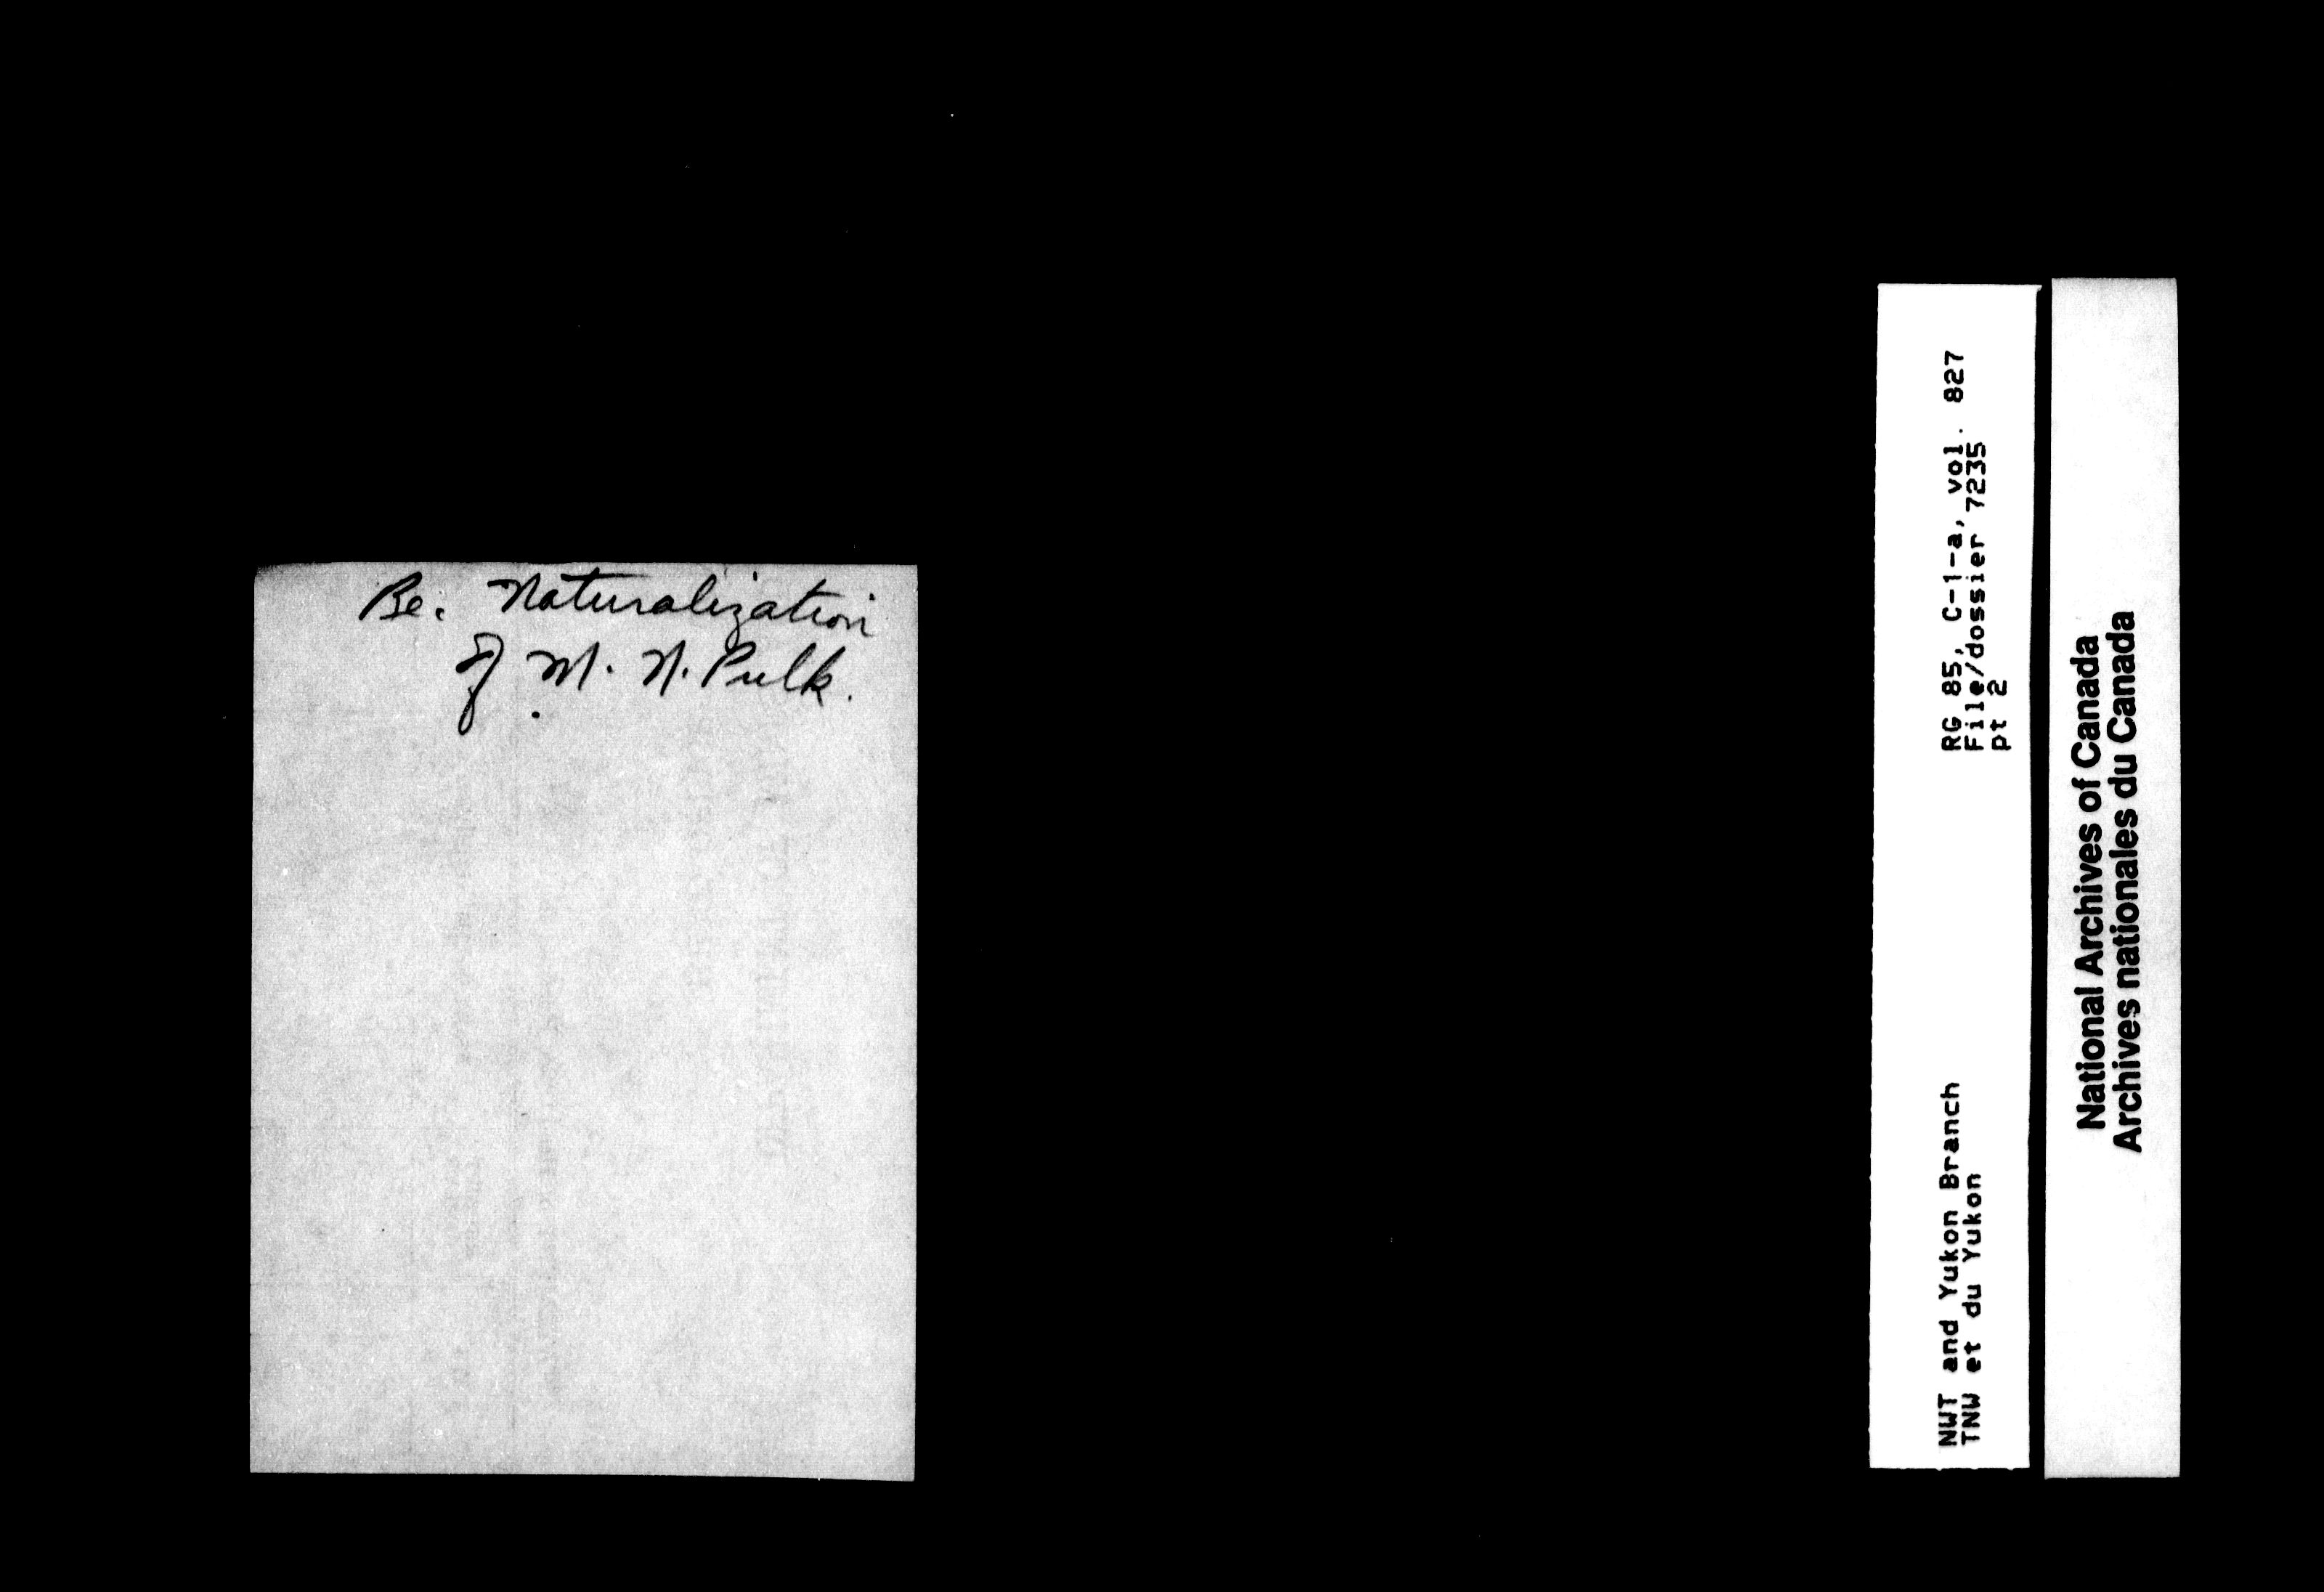 Re. Naturalization
of M. N. Pulk.
RG 85, C-1-a, vol. 827
File/dossier 7235
pt 2
NWT and Yukon Branch
TNW et du Yukon
National Archives of Canada
Archives nationales du Canada